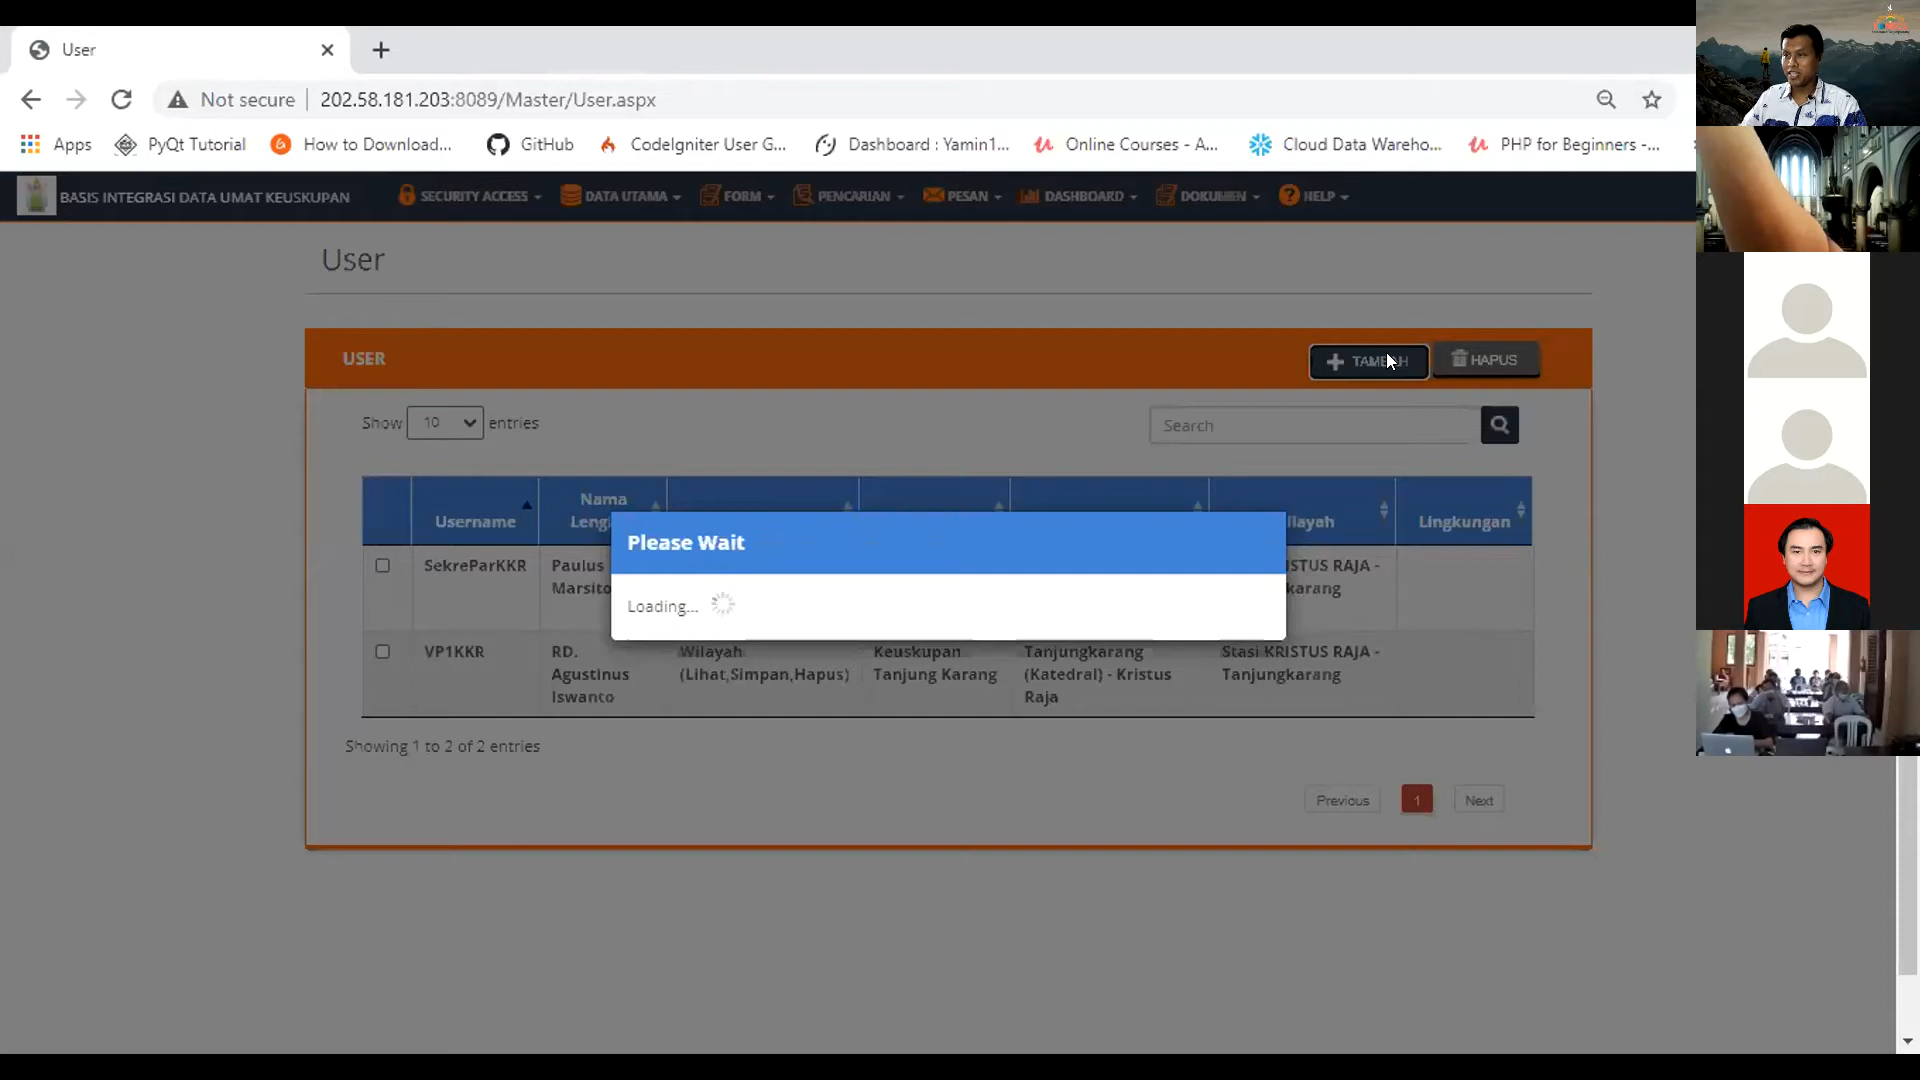 User
Not secure
202.58.181.203:8089/Master/User.aspx
Apps
PyQt Tutorial
How to Download...
GitHub
CodeIgniter User G...
Dashboard : Yamin1...
Online Courses - A...
Cloud Data Wareho...
PHP for Beginners -...
BASIS INTEGRASI DATA UMAT KEUSKUPAN
SECURITY ACCESS
DATA UTAMA
FORM
PENCARIAN
PESAN
DASHBOARD
DOKUMEN
HELP
User
USER
HAPUS
Show 10 entries
Search
Username
Nama
Lingkungan
SekreParKKR
Paulus
Marsito
STUS RAJA -
karang
Please Wait
Loading...
VP1KKR
RD.
Agustinus
Iswanto
Wilayah
(Lihat,Simpan,Hapus)
Keuskupan
Tanjung Karang
Tanjungkarang
(Katedral) - Kristus
Raja
Stasi KRISTUS RAJA -
Tanjungkarang
Showing 1 to 2 of 2 entries
Previous
1
Next